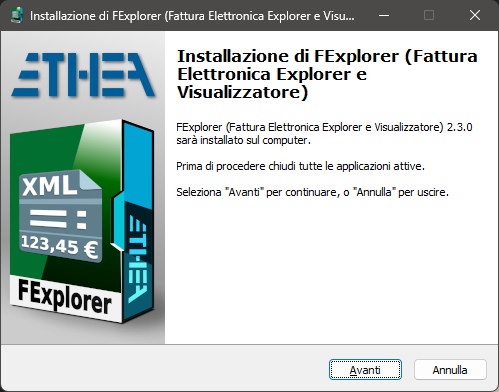 Installazione di FExplorer (Fattura Elettronica Explorer e Visu...
ETHEA
Installazione di FExplorer (Fattura
Elettronica Explorer e
Visualizzatore)
FExplorer (Fattura Elettronica Explorer e Visualizzatore) 2.3.0
sarà installato sul computer.
Prima di procedere chiudi tutte le applicazioni attive.
Seleziona "Avanti" per continuare, o "Annulla" per uscire.
XML
123,45 €
ETHEA
FExplorer
Avanti
Annulla